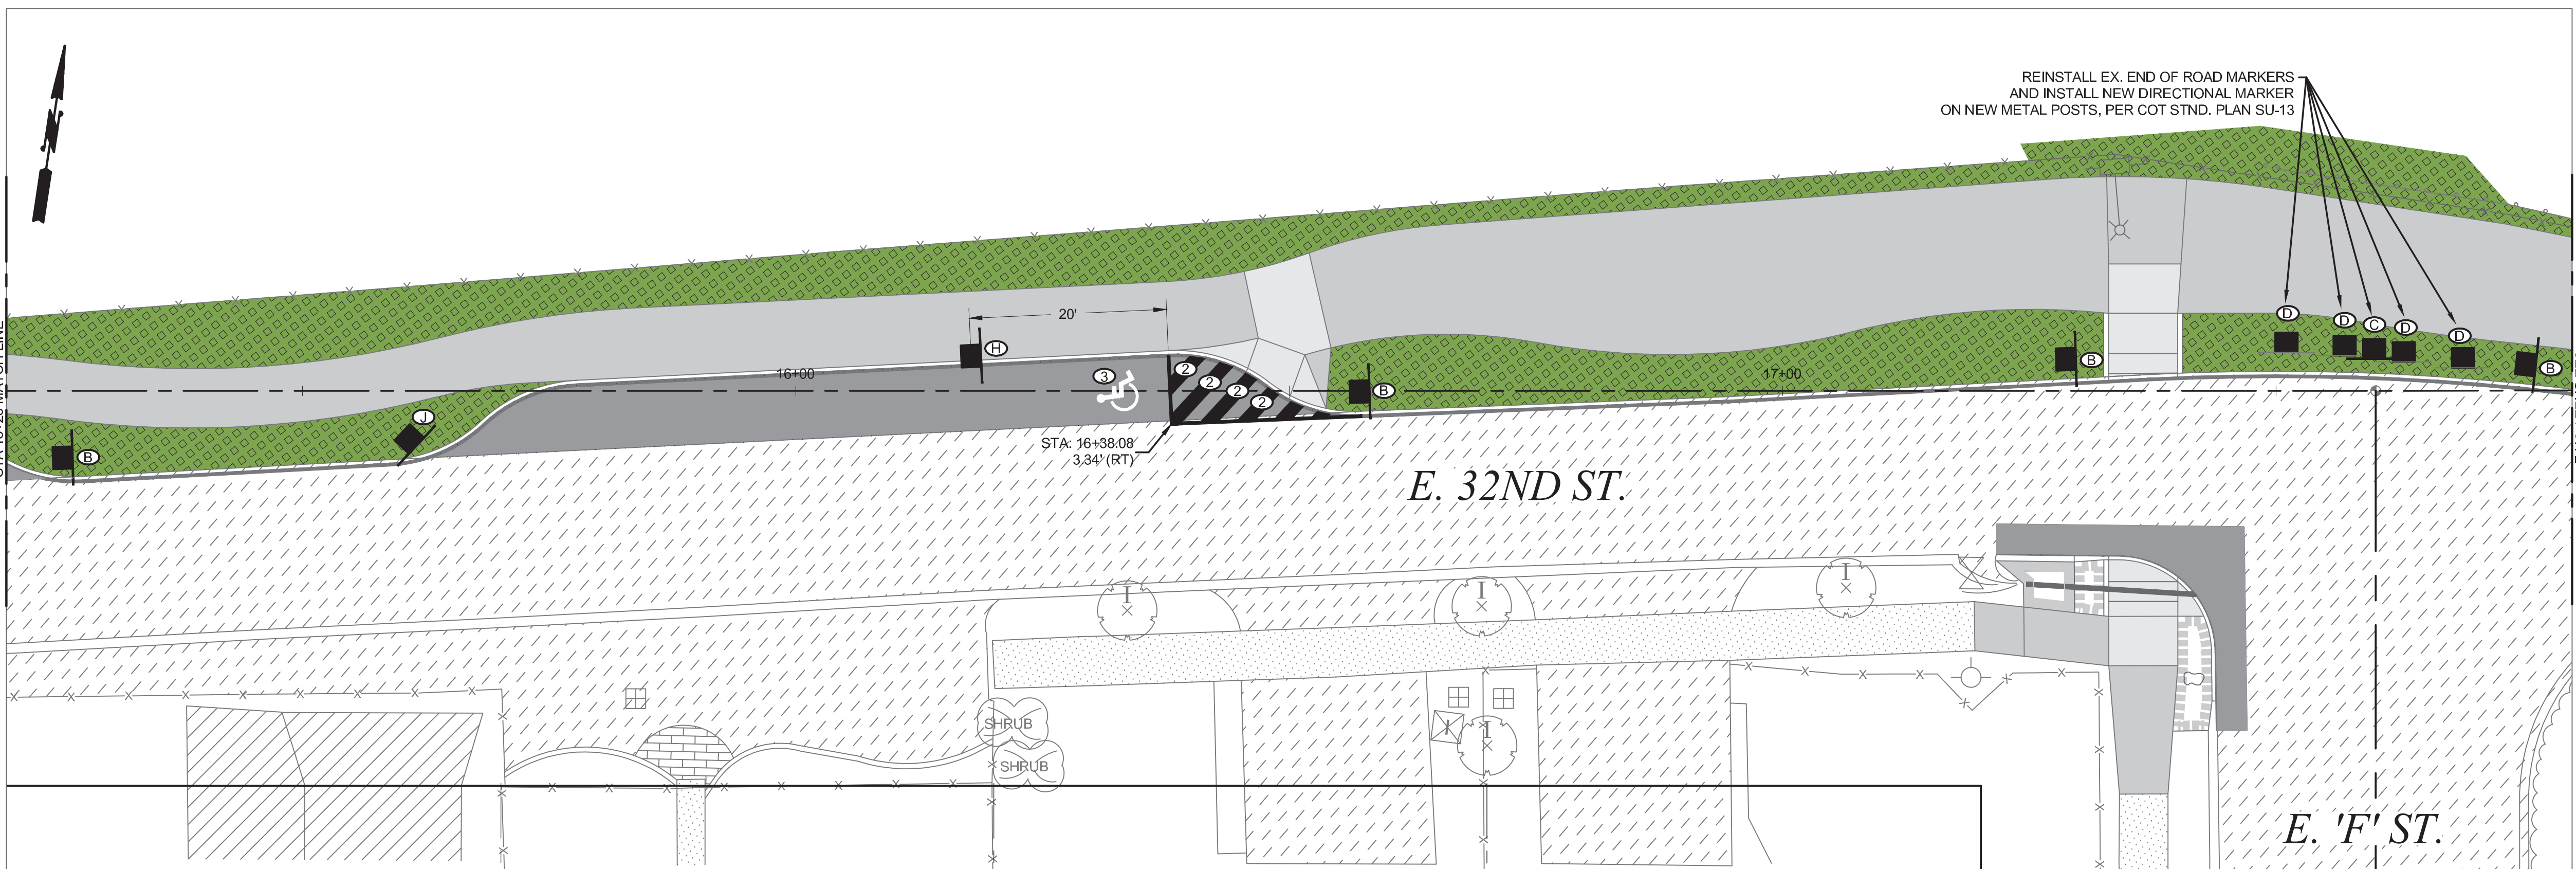 REINSTALL EX. END OF ROAD MARKERS
AND INSTALL NEW DIRECTIONAL MARKER
ON NEW METAL POSTS, PER COT STND. PLAN SU-13
N
20'
H
16+00
3
2
2
2
2
J
B
B
STA: 16+38.08
3.34' (RT)
17+00
B
D
D
C
D
D
B
E. 32ND ST.
I
I
I
I
SHRUB
SHRUB
E. 'F' ST.